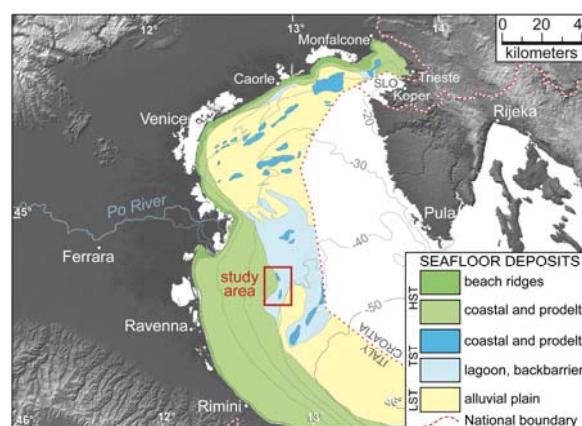 12
13
14
0 20 40
kilometers
Monfalcone
Trieste
Caorle
SLO
Koper
Venice
Rijeka
-20
-30
Po River
Pula
45
-40
Ferrara
study
area
-50
CROATIA
ITALY
Ravenna
Rimini
46
12
13
46
SEAFLOOR DEPOSITS
HST
beach ridges
coastal and prodelt
TST
coastal and prodelt
lagoon, backbarrier
LST
alluvial plain
National boundary